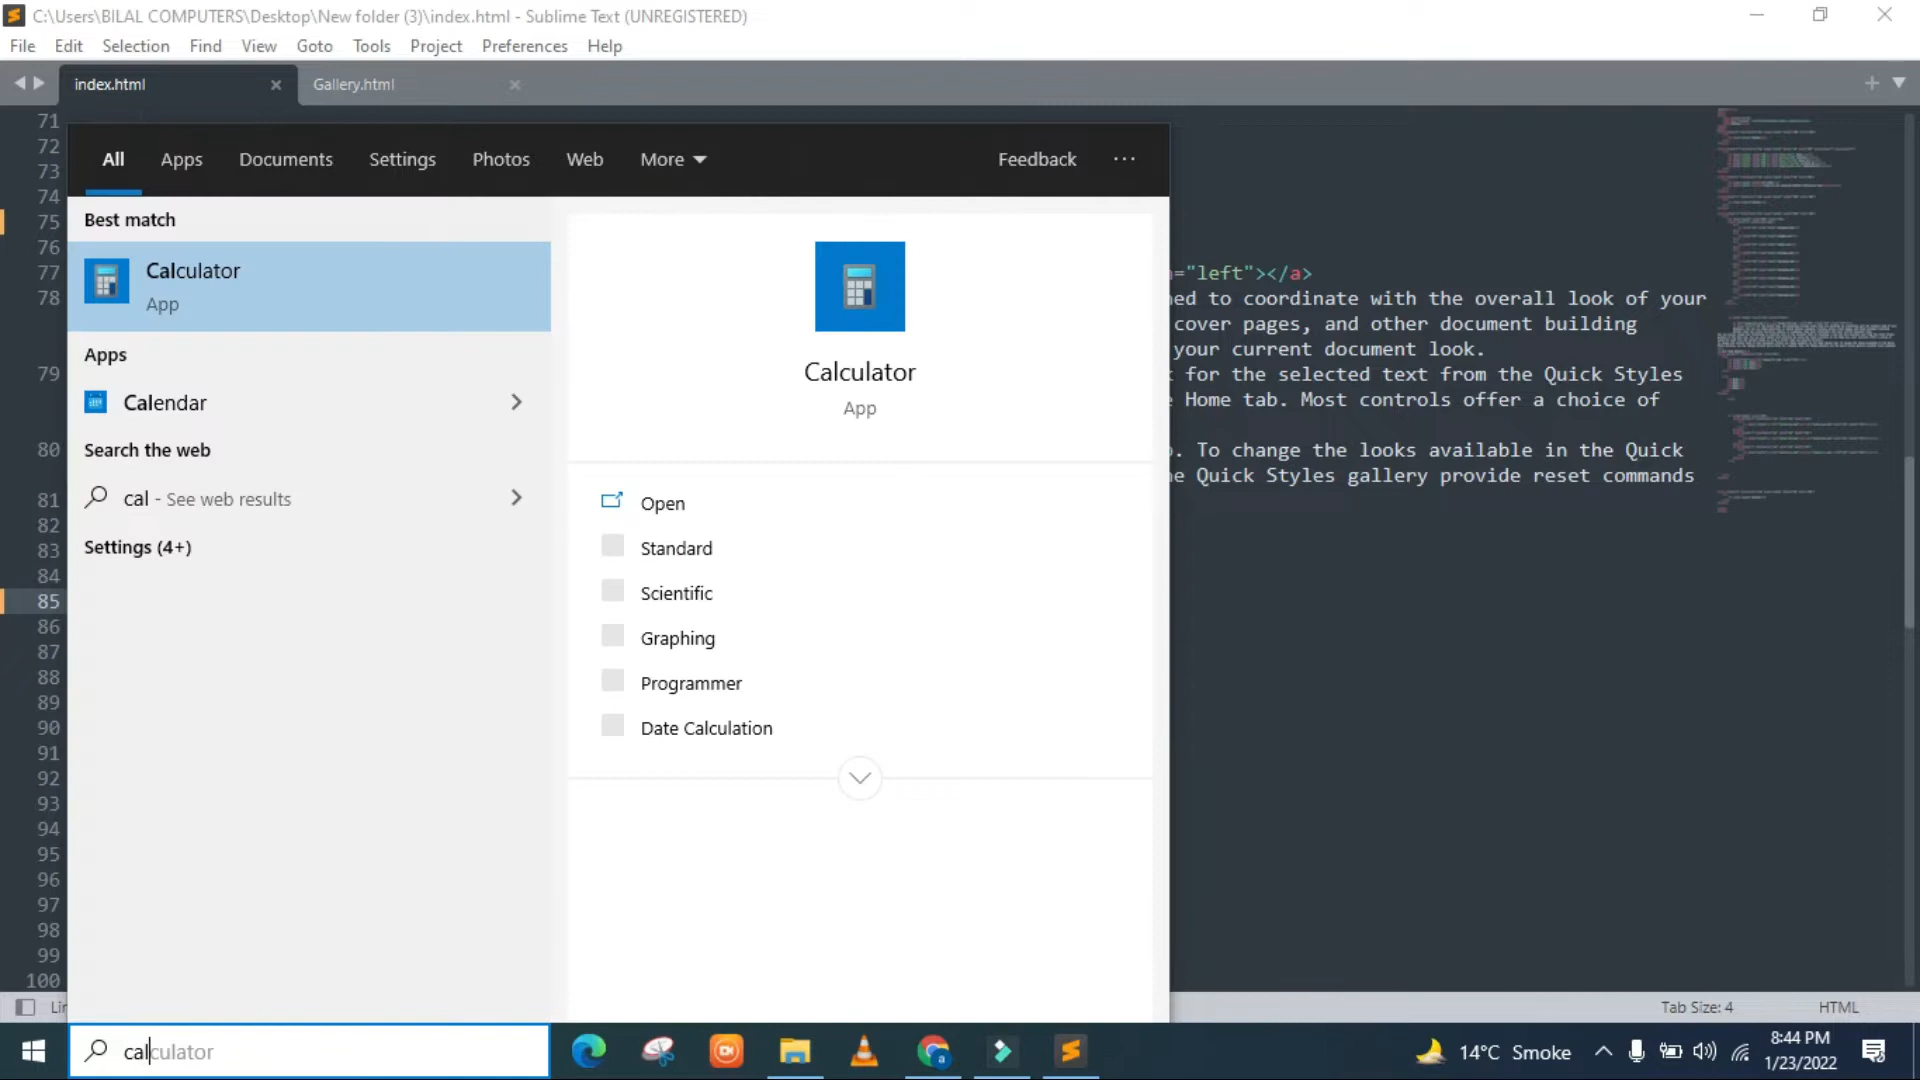 C:\Users\BILAL COMPUTERS\Desktop\New folder (3)\index.html - Sublime Text (UNREGISTERED)
File Edit Selection Find View Goto Tools Project Preferences Help
index.html Gallery.html
71
72
All Apps Documents Settings Photos Web More Feedback ...
73
74
Best match
75
76
Calculator
App
77
="left"></a>
78
ned to coordinate with the overall look of your
cover pages, and other document building
your current document look.
79
for the selected text from the Quick Styles
Home tab. Most controls offer a choice of
80
. To change the looks available in the Quick
Quick Styles gallery provide reset commands
81
82
83
84
85
86
87
88
89
90
91
92
93
94
95
96
97
98
99
100
Apps
Calendar
Search the web
cal - See web results
Settings (4+)
Calculator
App
Open
Standard
Scientific
Graphing
Programmer
Date Calculation
Tab Size: 4 HTML
calculator
14°C Smoke
8:44 PM
1/23/2022